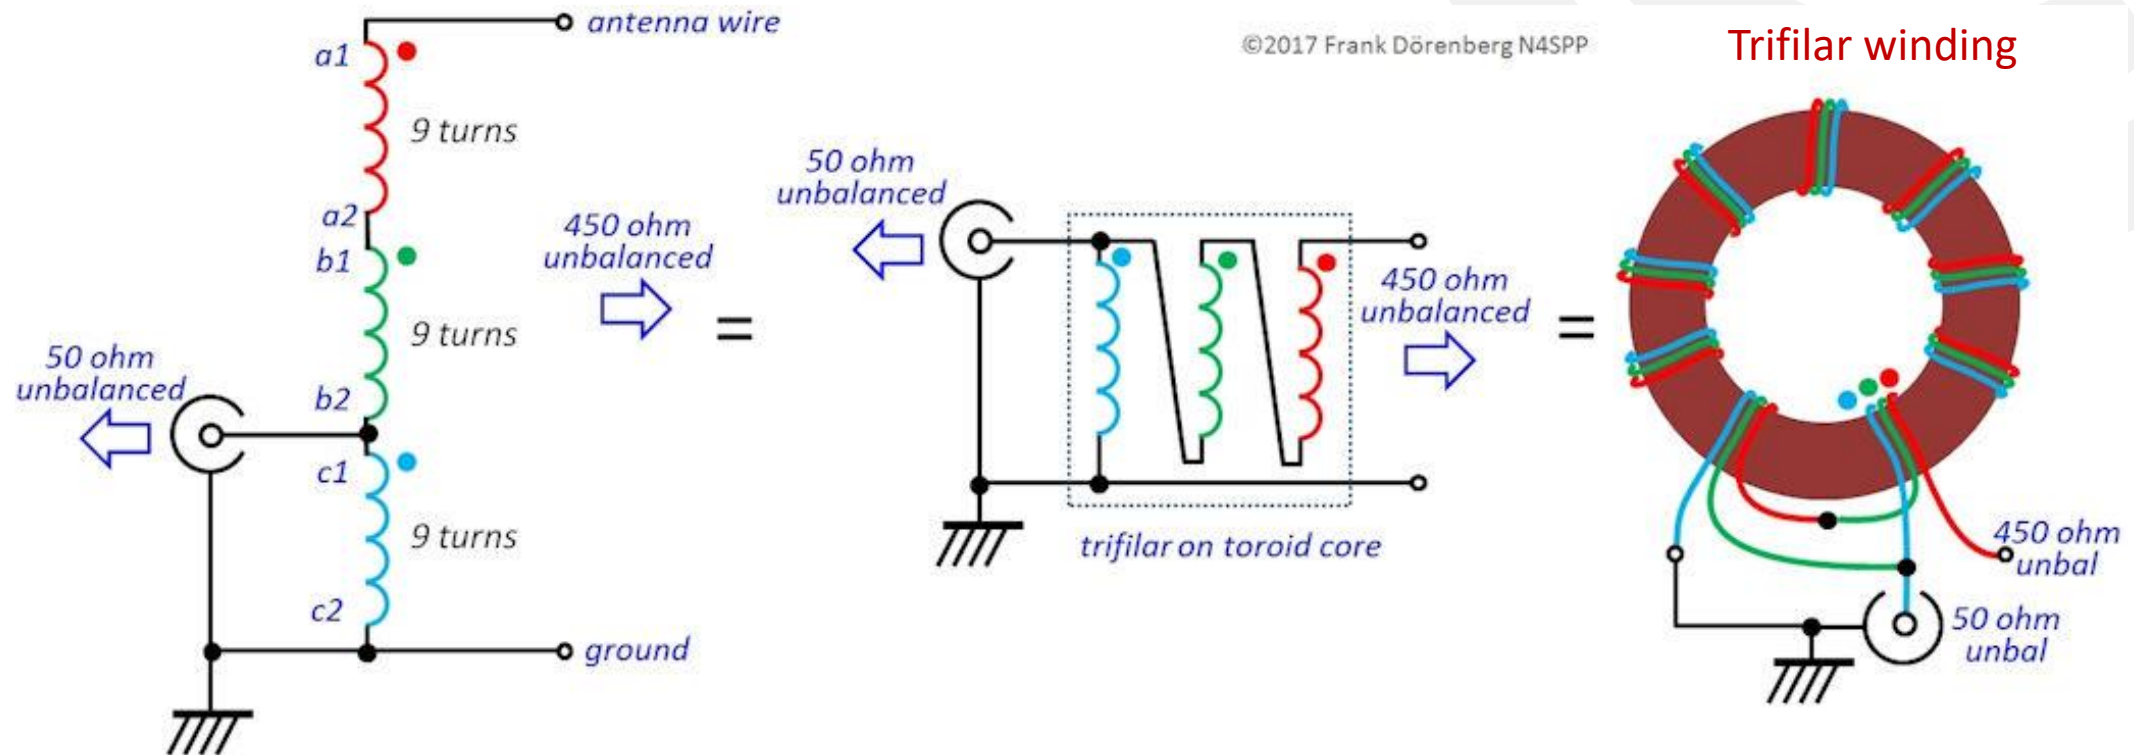 antenna wire
a1
9 turns
a2
b1
9 turns
b2
c1
9 turns
c2
ground
50 ohm
unbalanced
450 ohm
unbalanced
=
50 ohm
unbalanced
450 ohm
unbalanced
trifilar on toroid core
=
©2017 Frank Dörenberg N4SPP
Trifilar winding
450 ohm
unbal
50 ohm
unbal